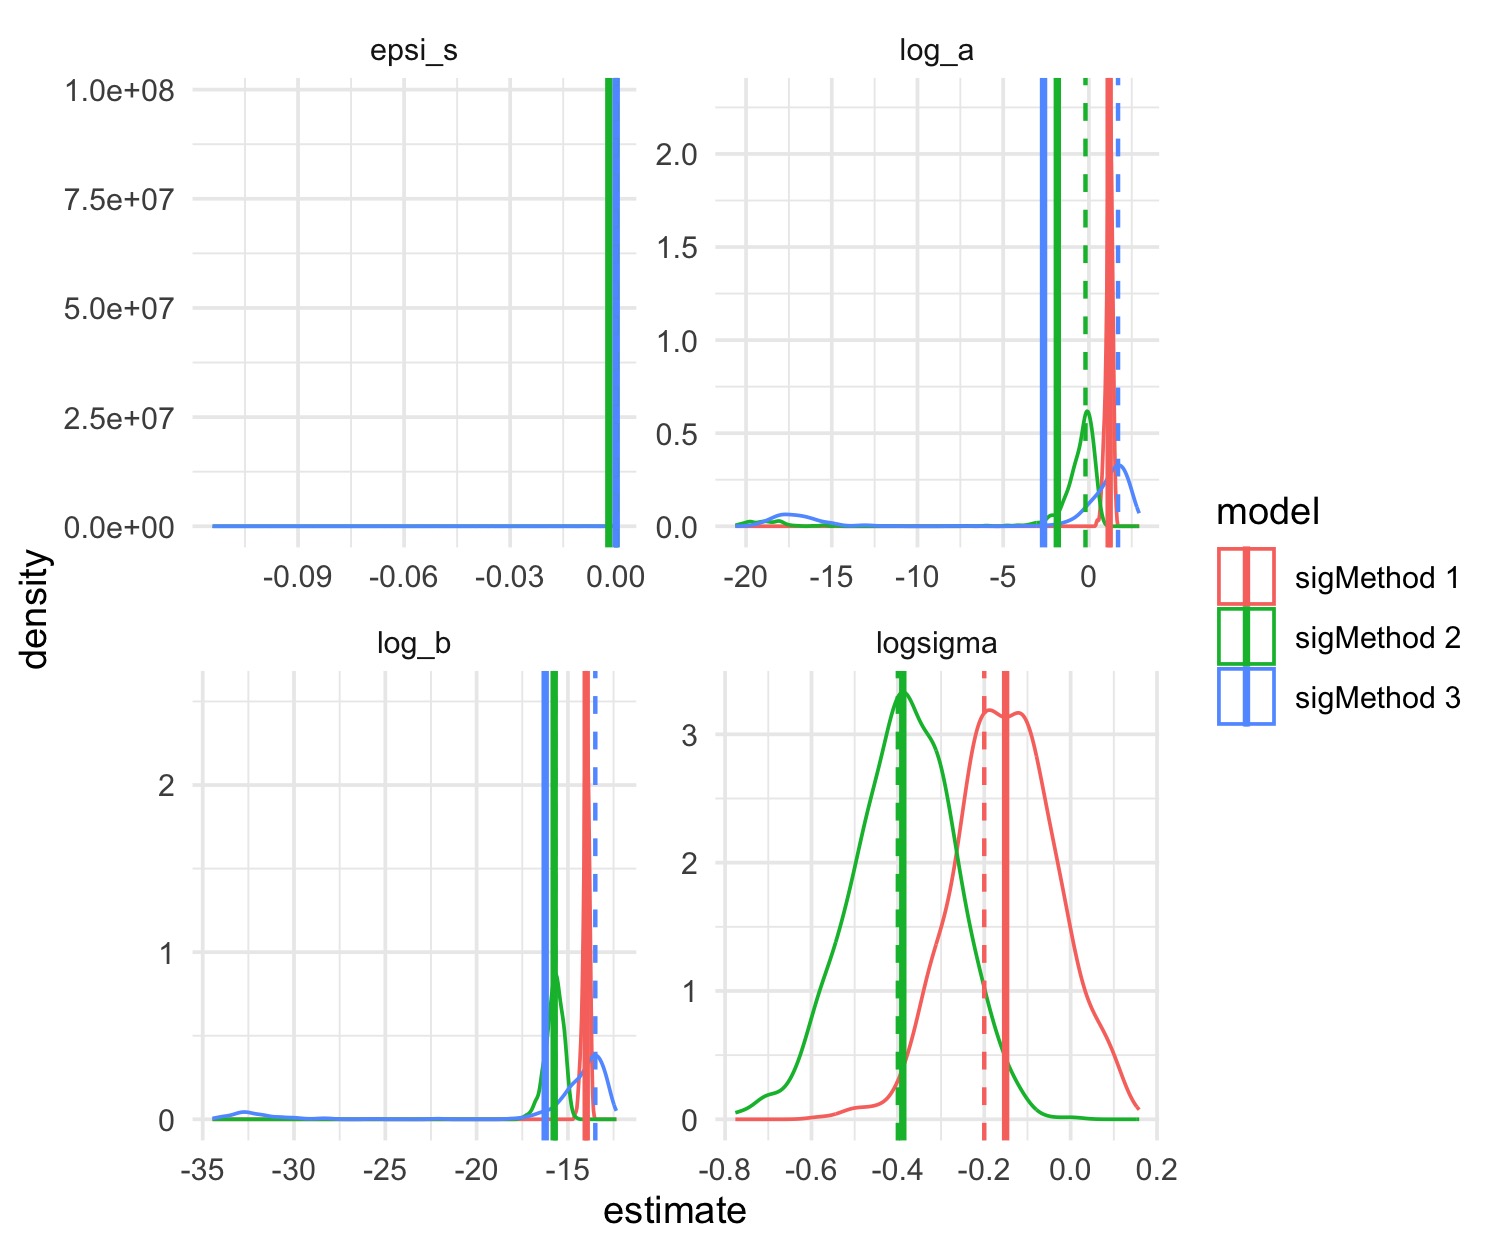 epsi_s
log_a
1.0e+08
7.5e+07
5.0e+07
2.5e+07
0.0e+00
-0.09 -0.06 -0.03 0.00
2.0
1.5
1.0
0.5
0.0
-20 -15 -10 -5 0
log_b
logsigma
2
1
0
-35 -30 -25 -20 -15
3
2
1
0
-0.8 -0.6 -0.4 -0.2 0.0 0.2
density
estimate
model
sigMethod 1
sigMethod 2
sigMethod 3